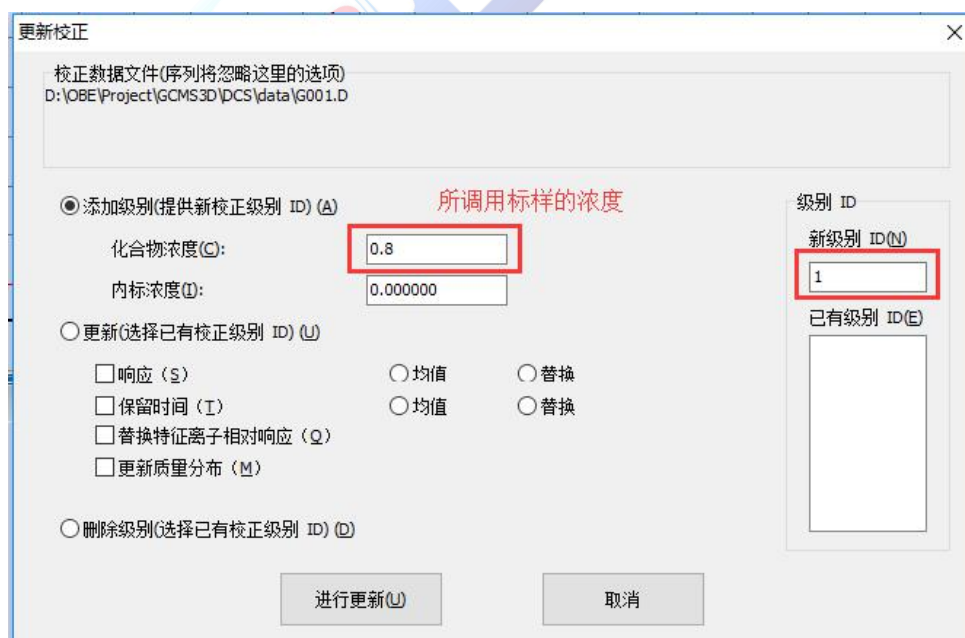 更新校正
校正数据文件(序列将忽略这里的选项)
D:\OBE\Project\GCMS3D\DCS\data\G001.D
添加级别(提供新校正级别 ID) (A)
所调用标样的浓度
化合物浓度(C):
0.8
内标浓度(I):
0.000000
更新(选择已有校正级别 ID) (U)
响应 (S)
均值
替换
保留时间 (T)
均值
替换
替换特征离子相对响应 (Q)
更新质量分布 (M)
删除级别(选择已有校正级别 ID) (D)
级别 ID
新级别 ID(N)
1
已有级别 ID(E)
进行更新(U)
取消